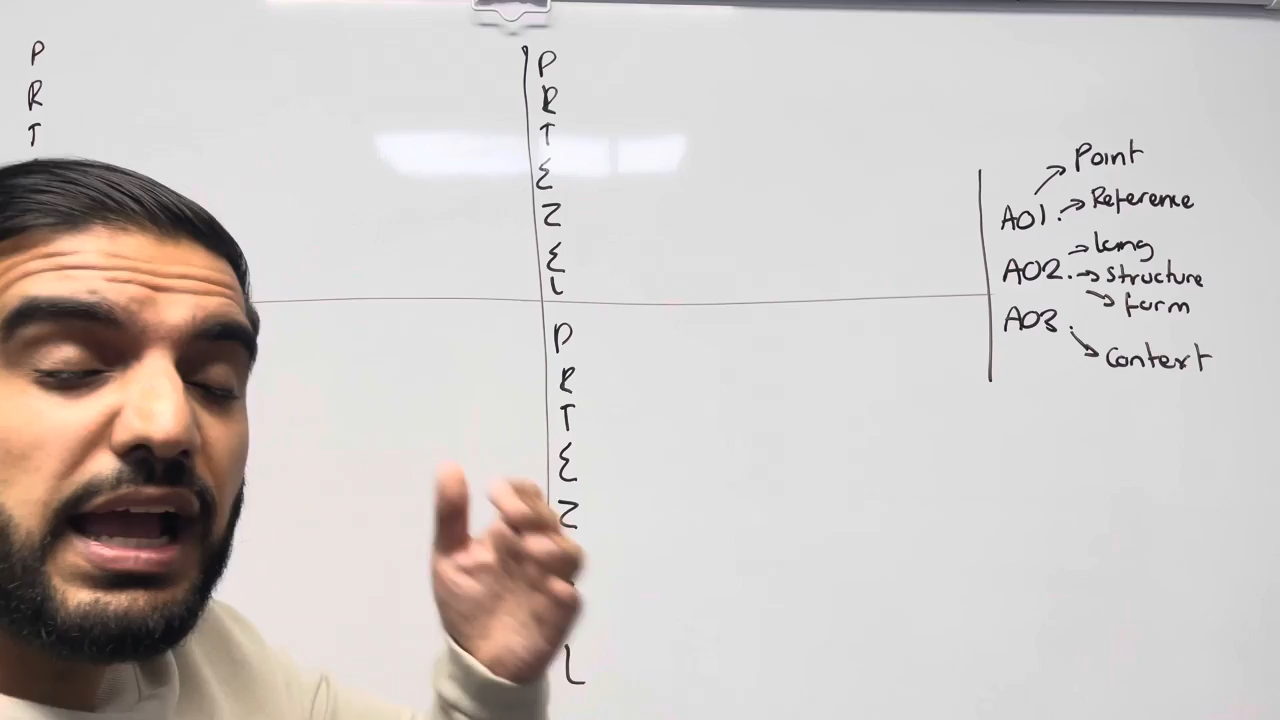 P
R
T
P
R
T
E
Z
E
L
P
R
T
E
Z
L
Point
AO1. Reference
AO2. lang
structure
form
AO3. Context